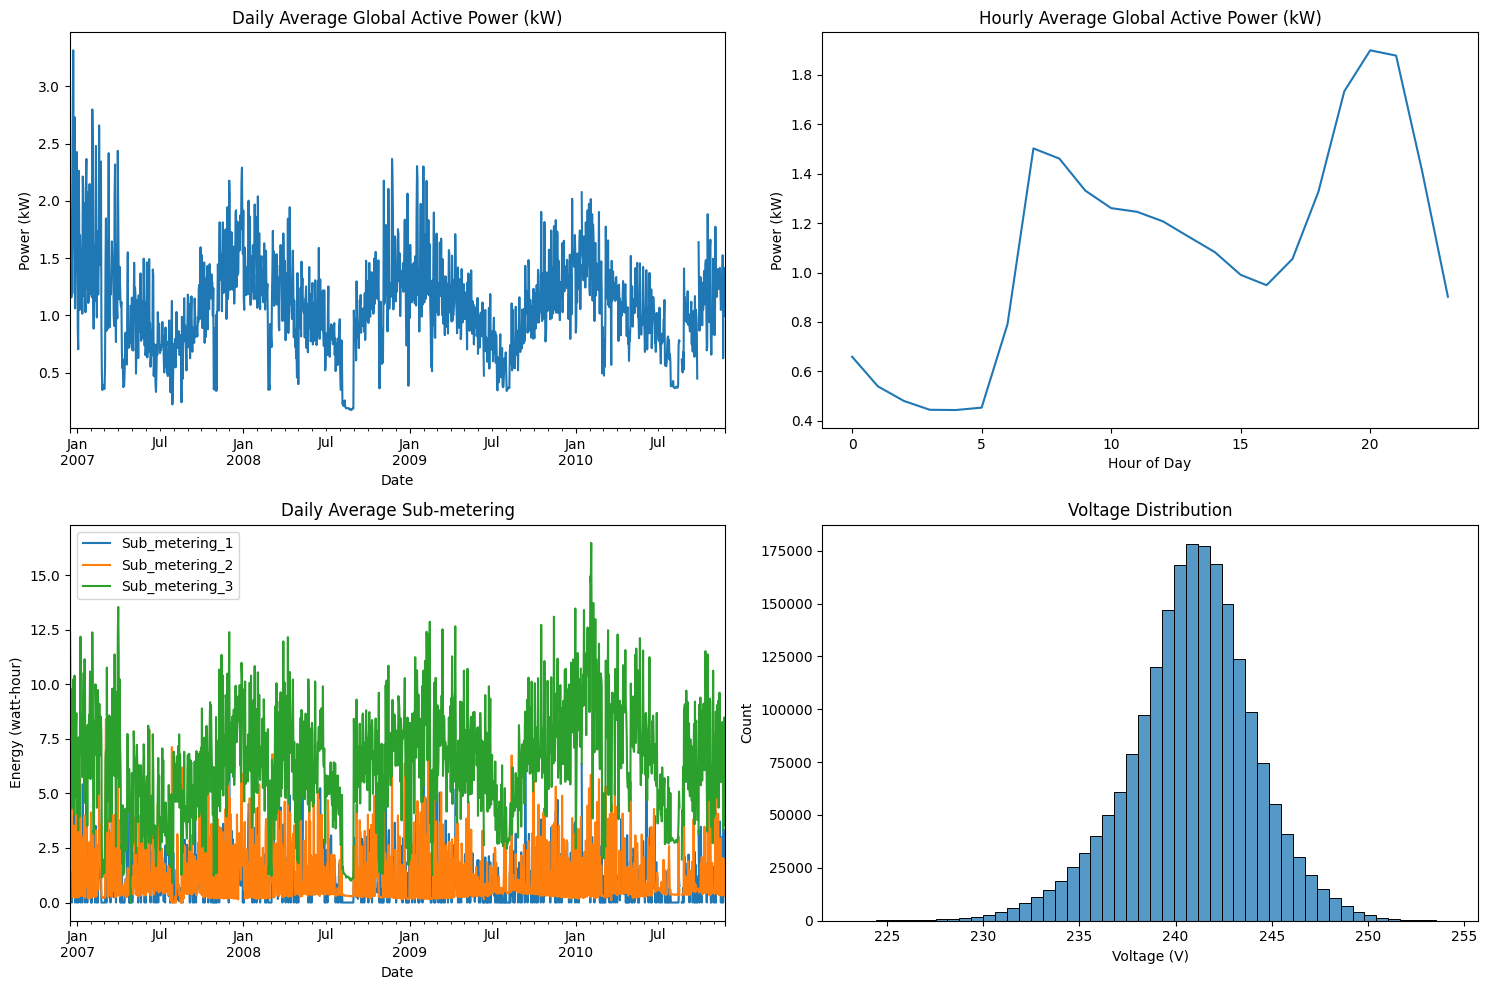 Daily Average Global Active Power (kW)
Power (kW)
3.0
2.5
2.0
1.5
1.0
0.5
Jan Jul Jan Jul Jan Jul Jan Jul
2007 2008 2009 2010
Date
Hourly Average Global Active Power (kW)
Power (kW)
1.8
1.6
1.4
1.2
1.0
0.8
0.6
0.4
0 5 10 15 20
Hour of Day
Daily Average Sub-metering
Energy (watt-hour)
Sub_metering_1
Sub_metering_2
Sub_metering_3
15.0
12.5
10.0
7.5
5.0
2.5
0.0
Jan Jul Jan Jul Jan Jul Jan Jul
2007 2008 2009 2010
Date
Voltage Distribution
Count
175000
150000
125000
100000
75000
50000
25000
0
225 230 235 240 245 250 255
Voltage (V)